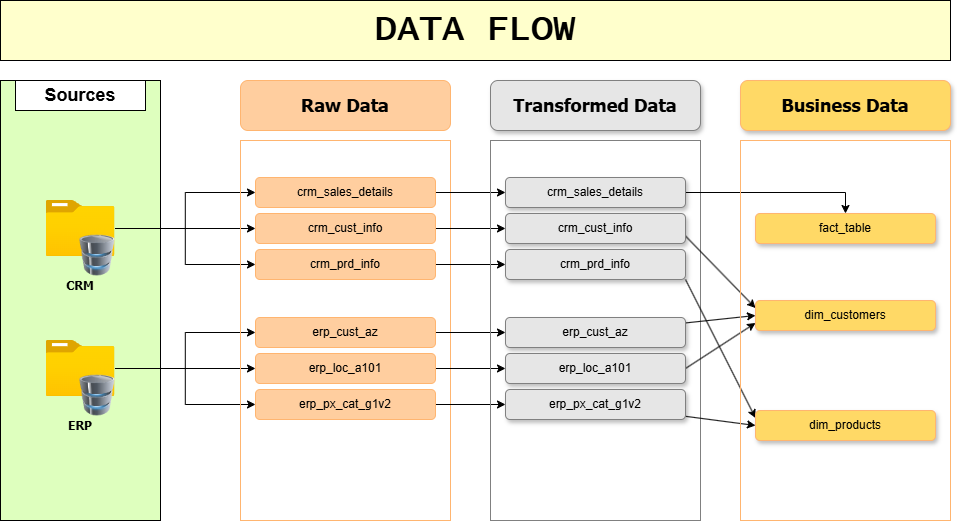 DATA FLOW
Sources
Raw Data
Transformed Data
Business Data
CRM
ERP
crm_sales_details
crm_cust_info
crm_prd_info
erp_cust_az
erp_loc_a101
erp_px_cat_g1v2
crm_sales_details
crm_cust_info
crm_prd_info
erp_cust_az
erp_loc_a101
erp_px_cat_g1v2
fact_table
dim_customers
dim_products